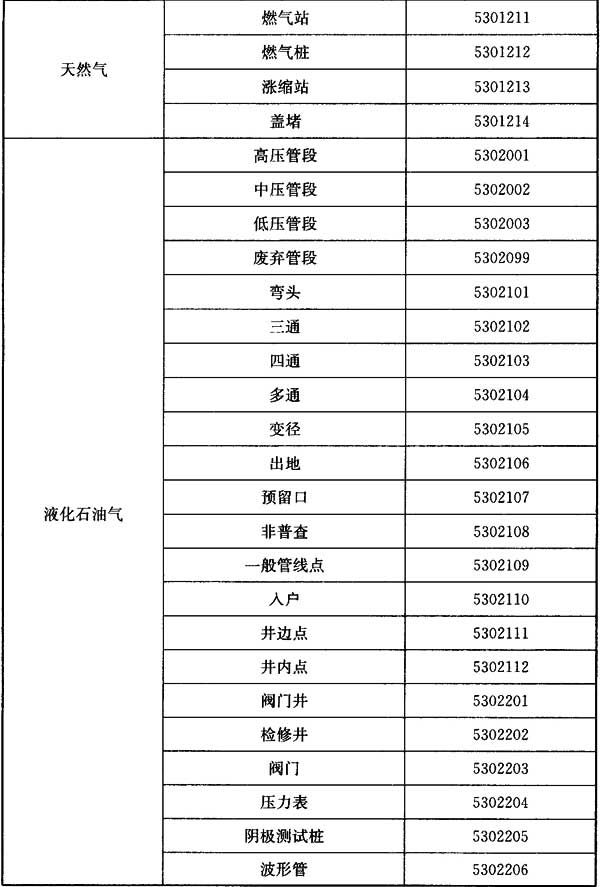 天然气
燃气站 5301211
燃气桩 5301212
涨缩站 5301213
盖堵 5301214
液化石油气
高压管段 5302001
中压管段 5302002
低压管段 5302003
废弃管段 5302099
弯头 5302101
三通 5302102
四通 5302103
多通 5302104
变径 5302105
出地 5302106
预留口 5302107
非普查 5302108
一般管线点 5302109
入户 5302110
井边点 5302111
井内点 5302112
阀门井 5302201
检修井 5302202
阀门 5302203
压力表 5302204
阴极测试桩 5302205
波形管 5302206